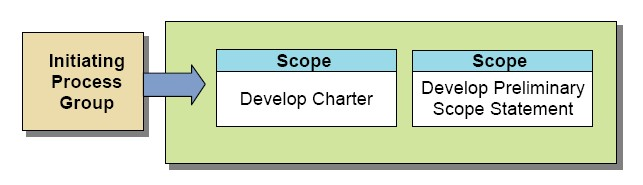 Initiating
Process
Group
Scope
Develop Charter
Scope
Develop Preliminary
Scope Statement